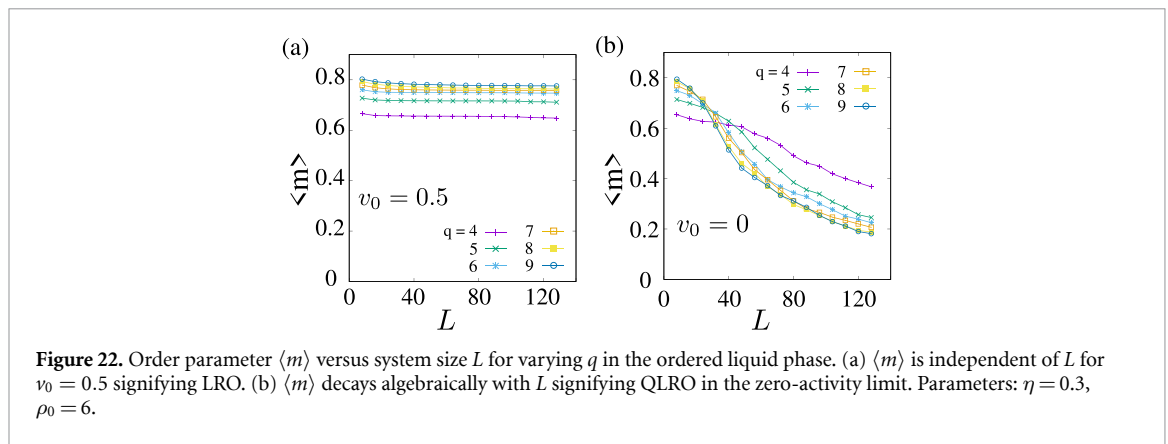 (a)
0.8
0.6
0.4
0.2
0
⟨m⟩
v₀ = 0.5
q = 4
5
6
7
8
9
0 40 80 120
L
(b)
0.8
0.6
0.4
0.2
0
⟨m⟩
v₀ = 0
q = 4
5
6
7
8
9
0 40 80 120
L
Figure 22. Order parameter ⟨m⟩ versus system size L for varying q in the ordered liquid phase. (a) ⟨m⟩ is independent of L for
v₀ = 0.5 signifying LRO. (b) ⟨m⟩ decays algebraically with L signifying QLRO in the zero-activity limit. Parameters: η = 0.3,
ρ₀ = 6.